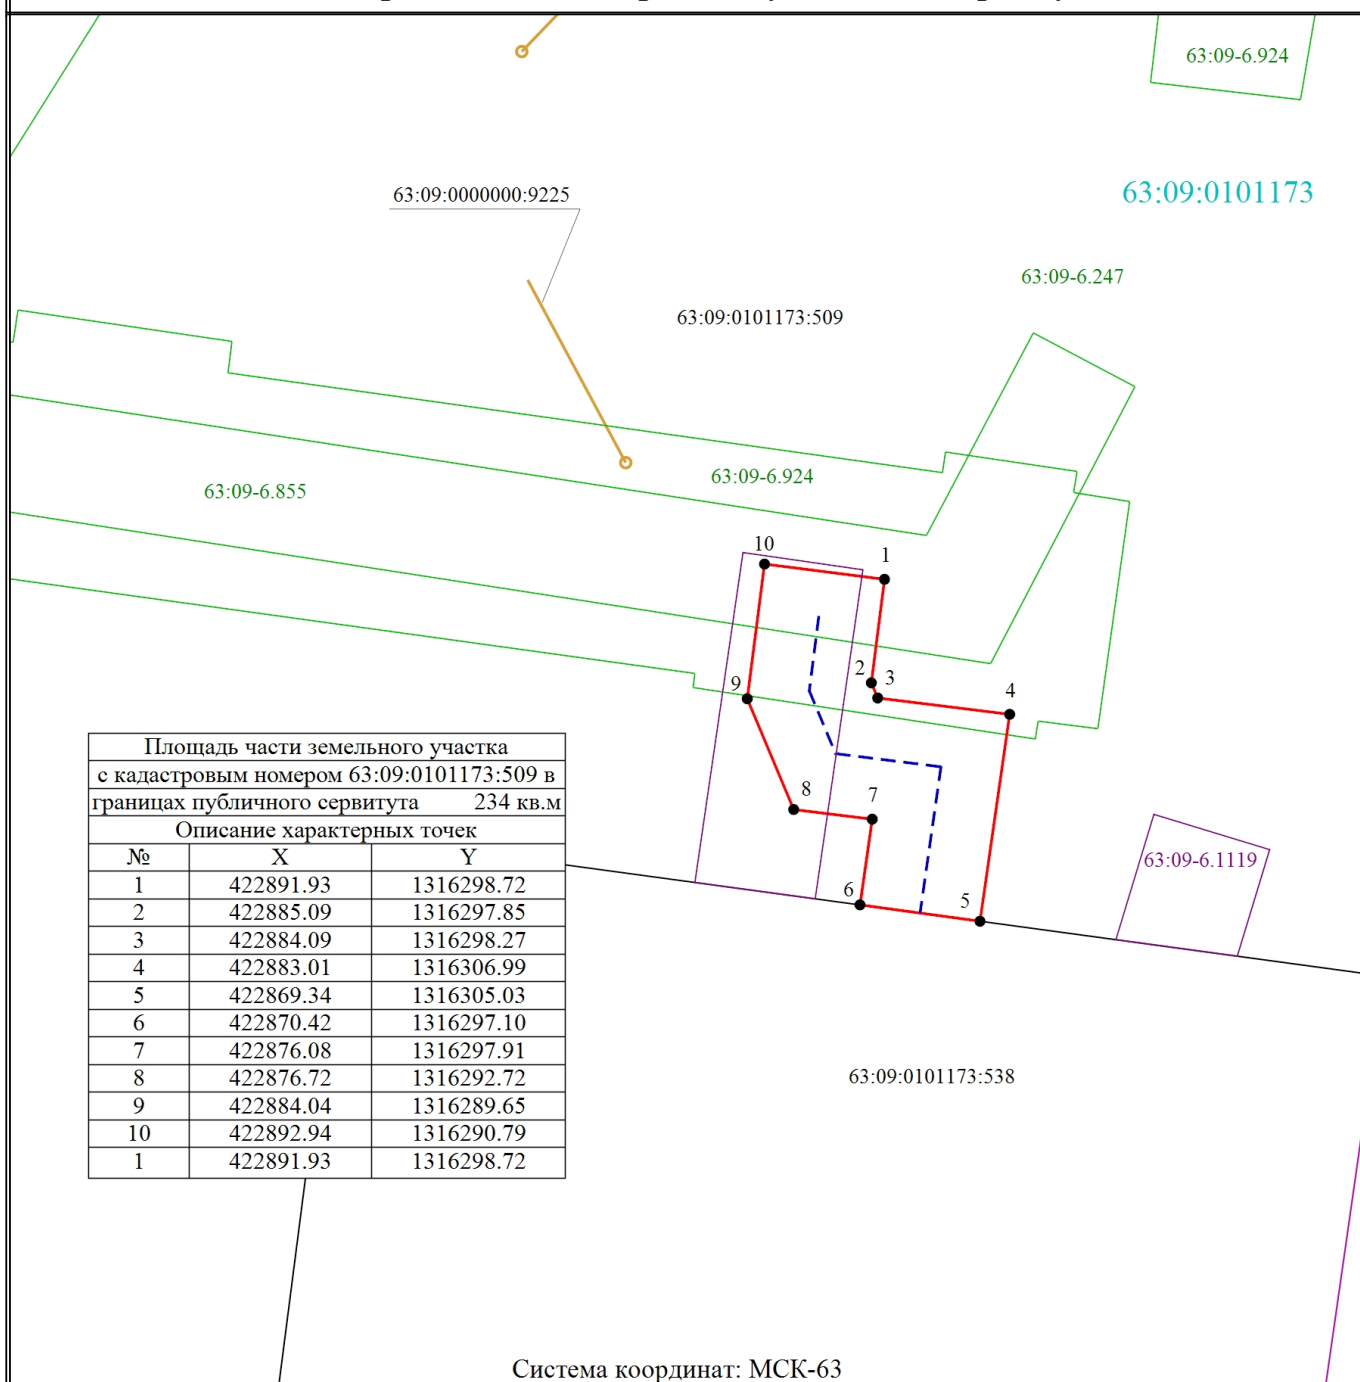 63:09-6.924
63:09:0000000:9225
63:09:0101173
63:09-6.247
63:09:0101173:509
63:09-6.924
63:09-6.855
10
1
2
3
4
9
8
7
6
5
63:09-6.1119
Площадь части земельного участка
с кадастровым номером 63:09:0101173:509 в
границах публичного сервитута 234 кв.м
Описание характерных точек
№ X Y
1 422891.93 1316298.72
2 422885.09 1316297.85
3 422884.09 1316298.27
4 422883.01 1316306.99
5 422869.34 1316305.03
6 422870.42 1316297.10
7 422876.08 1316297.91
8 422876.72 1316292.72
9 422884.04 1316289.65
10 422892.94 1316290.79
1 422891.93 1316298.72
63:09:0101173:538
Система координат: МСК-63